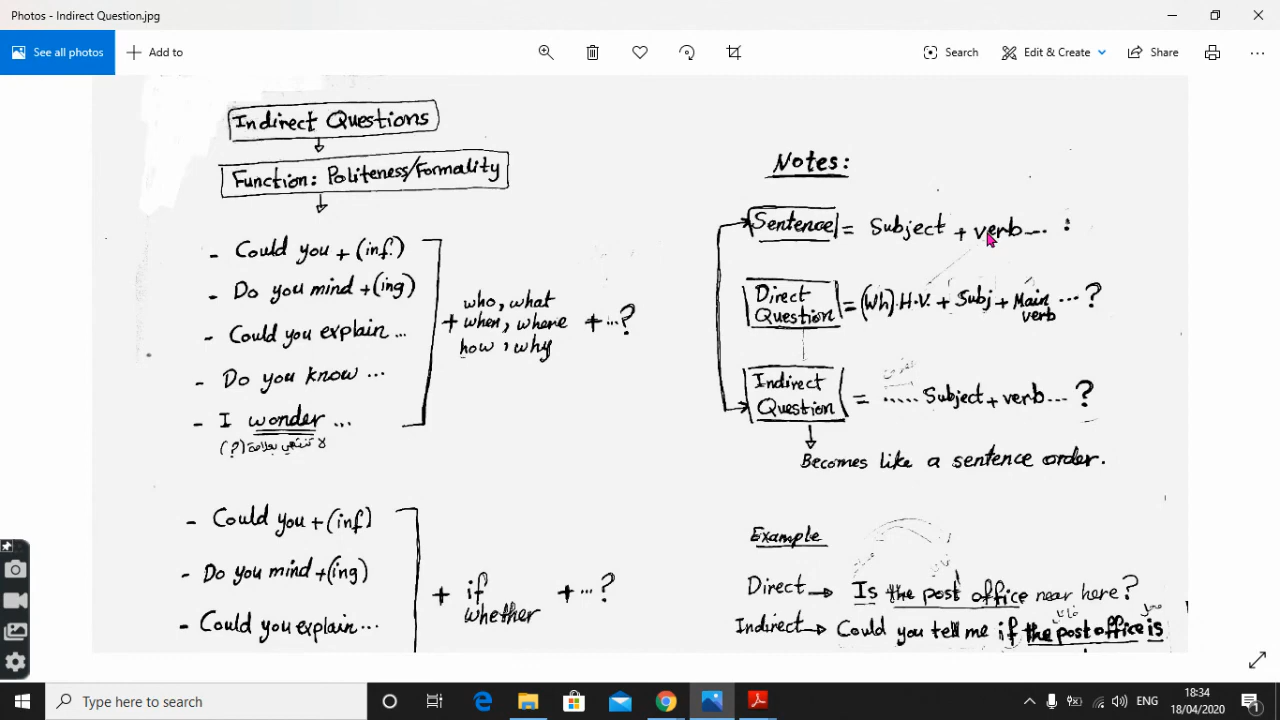 Photos - Indirect Question.jpg
See all photos
Add to
Search
Edit & Create
Share
Indirect Questions
Function: Politeness/Formality
- Could you + (inf.)
- Do you mind + (ing)
- Could you explain ...
- Do you know ...
- I wonder ...
لا تنتهي بعلامة (?)
+ who, what
when, where
how, why
+ ...?
- Could you + (inf)
- Do you mind + (ing)
- Could you explain...
+ if
whether
+ ...?
Notes:
Sentence = Subject + verb.... .
Direct Question = (Wh) H.V. + Subj + Main verb ...?
Indirect Question = ..... Subject + verb...?
Becomes like a sentence order.
Example
Direct → Is the post office near here?
Indirect → Could you tell me if the post office is
Type here to search
ENG
18:34
18/04/2020
1